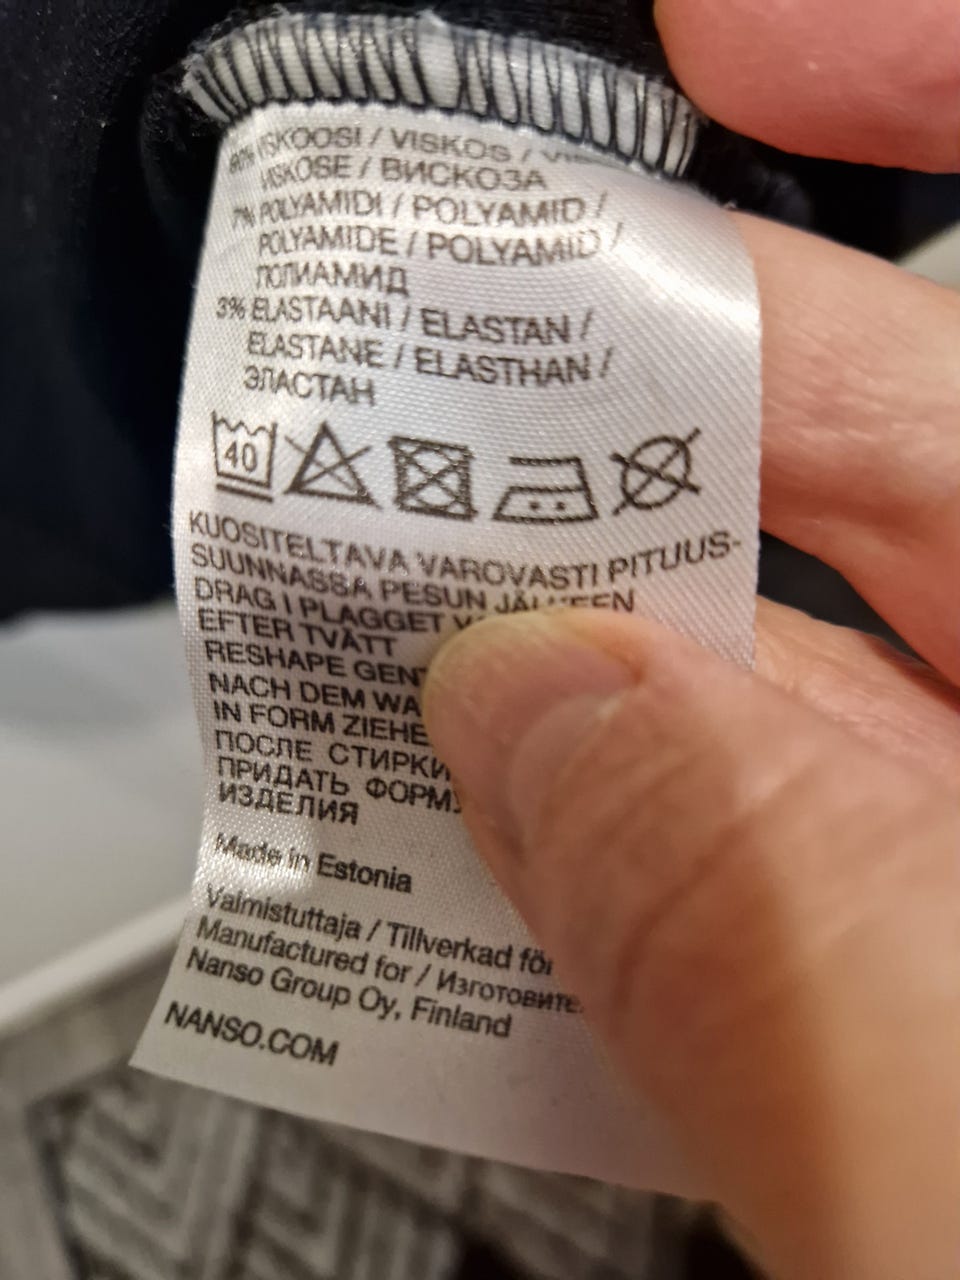 90% VISKOOSI / VISKOS /
VISKOSE / ВИСКОЗА
7% POLYAMIDI / POLYAMID /
POLYAMIDE / POLYAMID /
ПОЛИАМИД
3% ELASTAANI / ELASTAN /
ELASTANE / ELASTHAN /
ЭЛАСТАН
40
KUOSITELTAVA VAROVASTI PITUUS-
SUUNNASSA PESUN JÄLKEEN
DRAG I PLAGGET
EFTER TVÄTT
RESHAPE
NACH DEM
IN FORM
ПОСЛЕ СТИРКИ
ПРИДАТЬ
ИЗДЕЛИЯ
Made in Estonia
Valmistuttaja / Tillverkad för
Manufactured for /
Nanso Group Oy, Finland
NANSO.COM